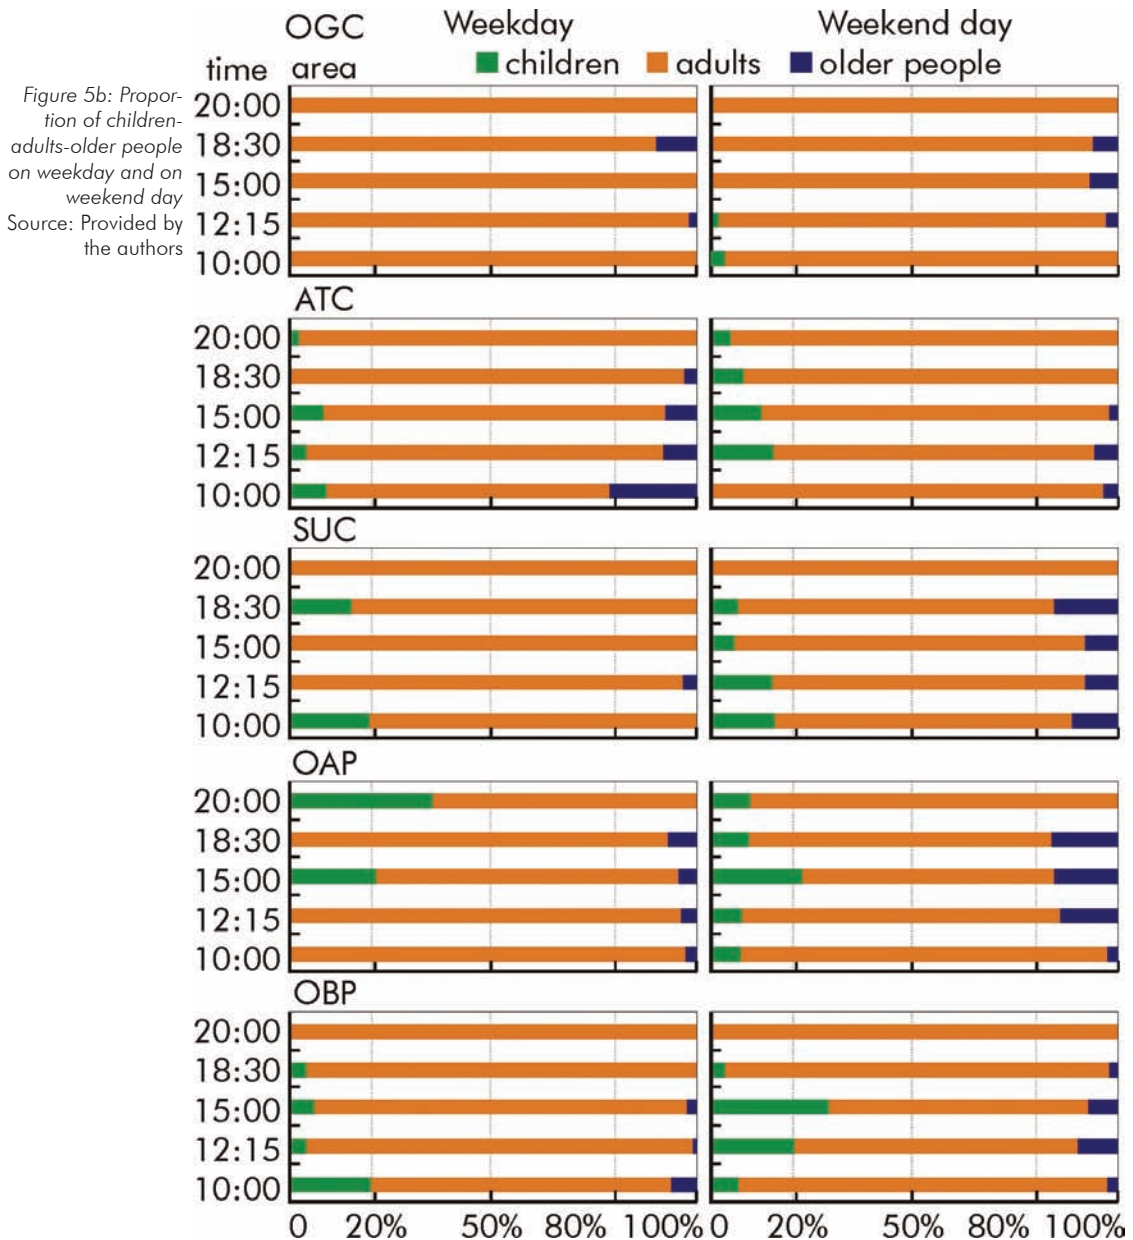 OGC Weekday Weekend day
children adults older people
time area
Figure 5b: Propor-
tion of children-
adults-older people
on weekday and on
weekend day
Source: Provided by
the authors
20:00
18:30
15:00
12:15
10:00
ATC
20:00
18:30
15:00
12:15
10:00
SUC
20:00
18:30
15:00
12:15
10:00
OAP
20:00
18:30
15:00
12:15
10:00
OBP
20:00
18:30
15:00
12:15
10:00
0 20% 50% 80% 100% 0 20% 50% 80% 100%